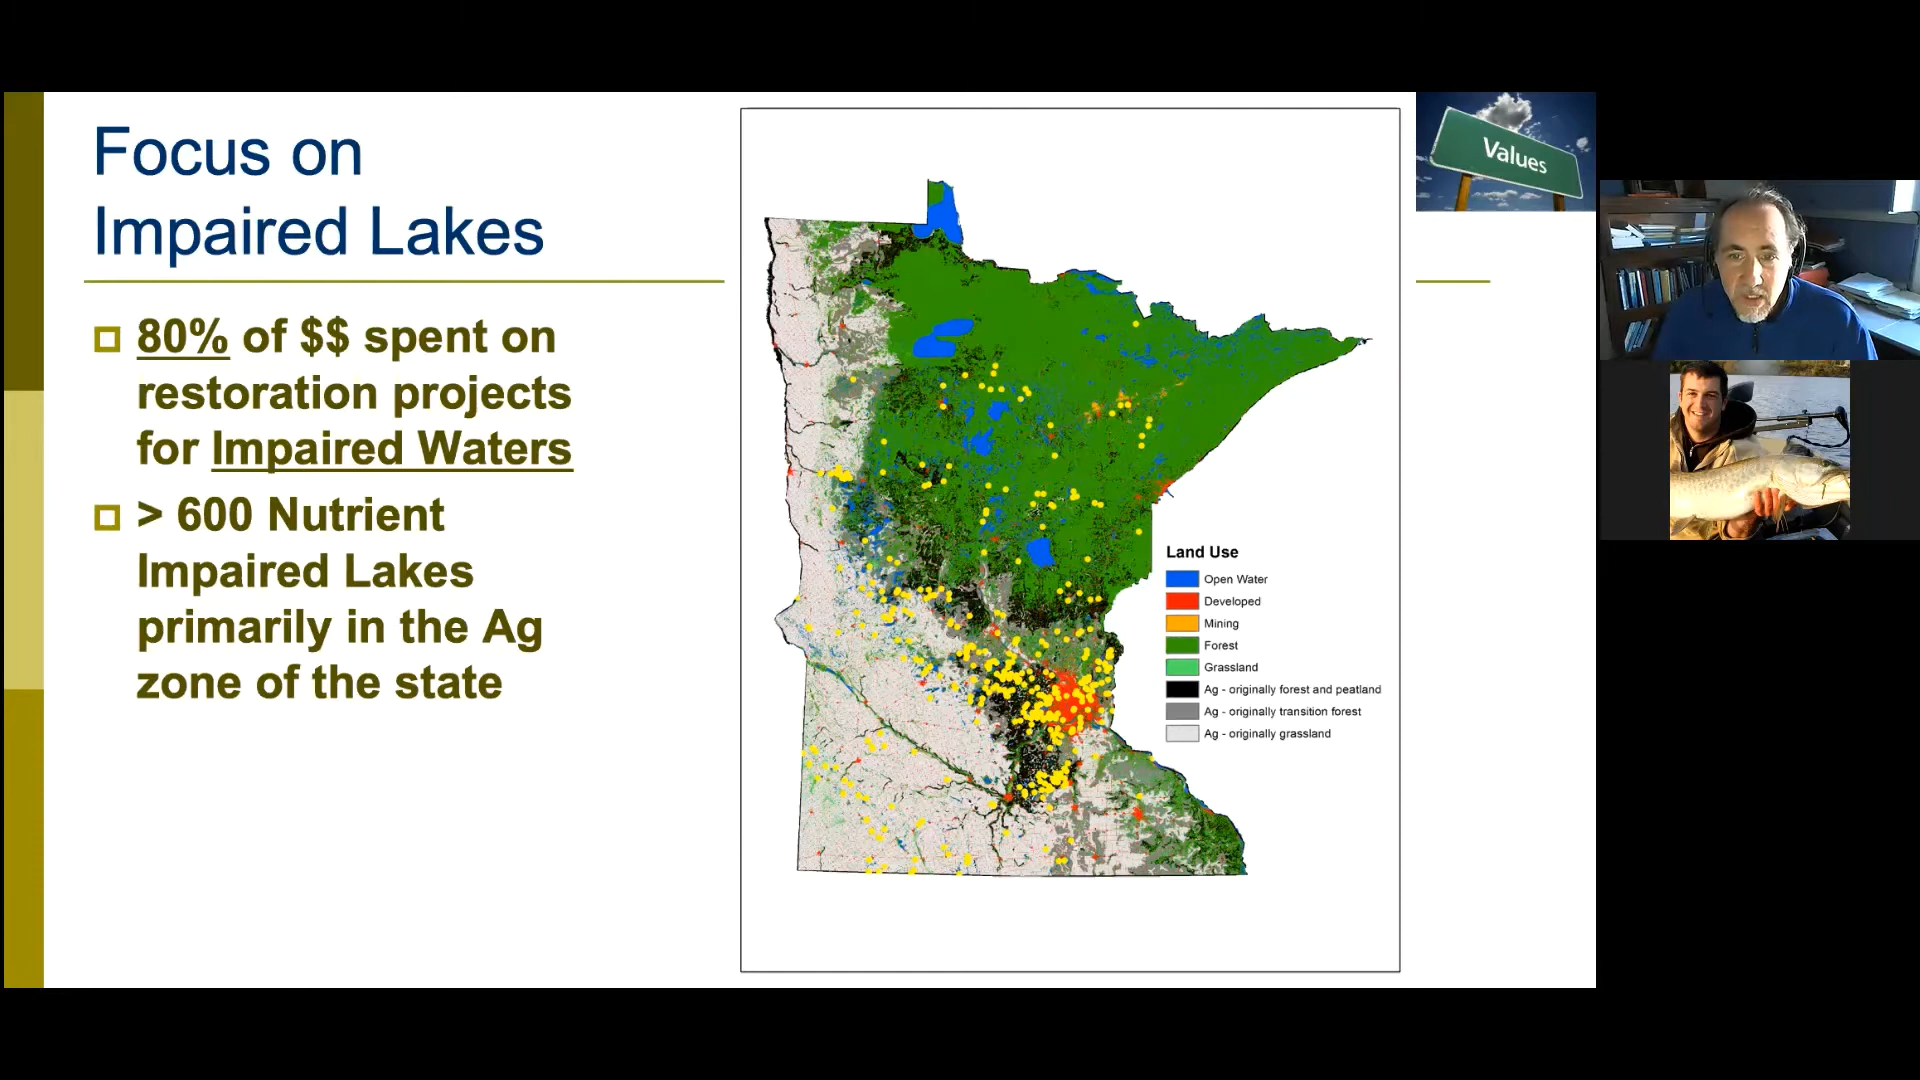 Focus on
Impaired Lakes
80% of $$ spent on
restoration projects
for Impaired Waters
> 600 Nutrient
Impaired Lakes
primarily in the Ag
zone of the state
Land Use
Open Water
Developed
Mining
Forest
Grassland
Ag - originally forest and peatland
Ag - originally transition forest
Ag - originally grassland
Values